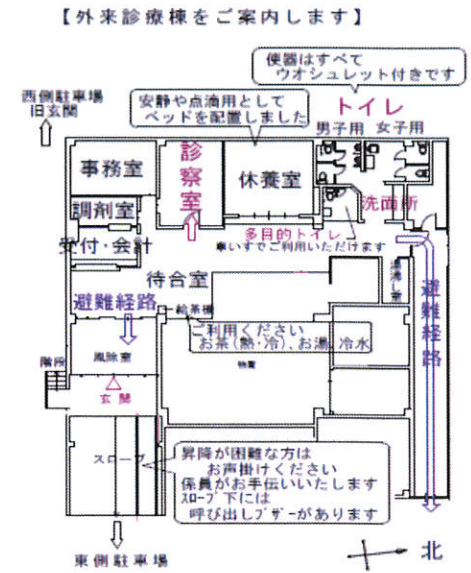 【外来診療棟をご案内します】
便器はすべて
ウオシュレット付きです
西側駐車場
旧玄関
安静や点滴用として
ベッドを配置しました
トイレ
男子用 女子用
事務室
診察室
休養室
調剤室
洗面所
受付・会計
多目的トイレ
車いすでご利用いただけます
待合室
湯沸し室
避難経路
避難経路
給茶機
ご利用ください
お茶(熱・冷)、お湯、冷水
風除室
物置
階段
玄関
スロープ
昇降が困難な方は
お声掛けください
係員がお手伝いいたします
スロープ下には
呼び出しブザーがあります
東側駐車場
北